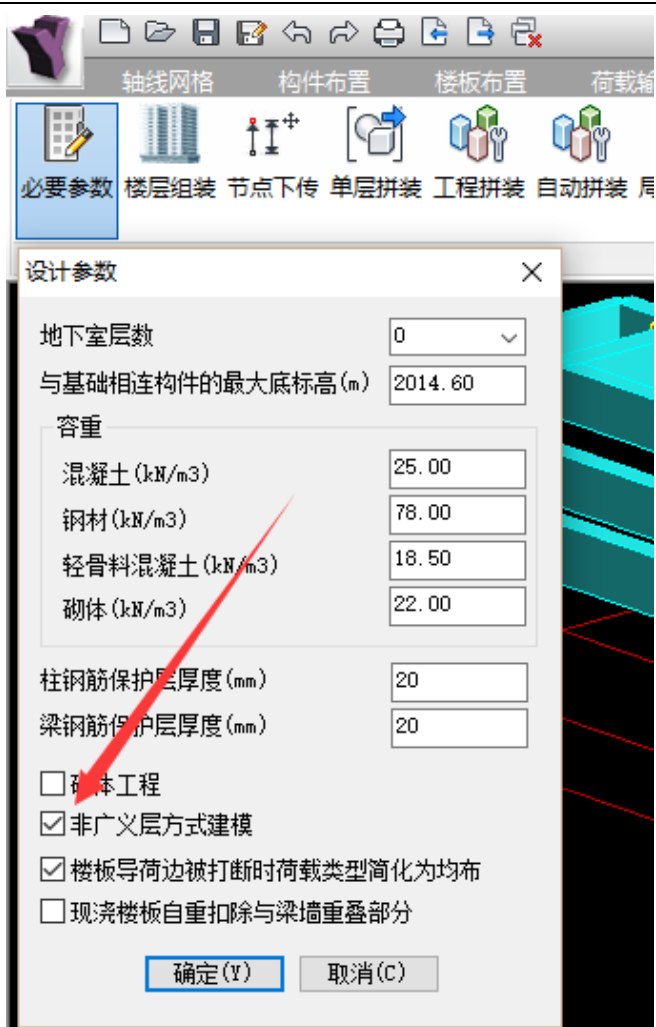 轴线网格 构件布置 楼板布置 荷载输
必要参数 楼层组装 节点下传 单层拼装 工程拼装 自动拼装 局
设计参数
地下室层数 0
与基础相连构件的最大底标高(m) 2014.60
容重
混凝土(kN/m3) 25.00
钢材(kN/m3) 78.00
轻骨料混凝土(kN/m3) 18.50
砌体(kN/m3) 22.00
柱钢筋保护层厚度(mm) 20
梁钢筋保护层厚度(mm) 20
砌体工程
非广义层方式建模
楼板导荷边被打断时荷载类型简化为均布
现浇楼板自重扣除与梁墙重叠部分
确定(Y) 取消(C)